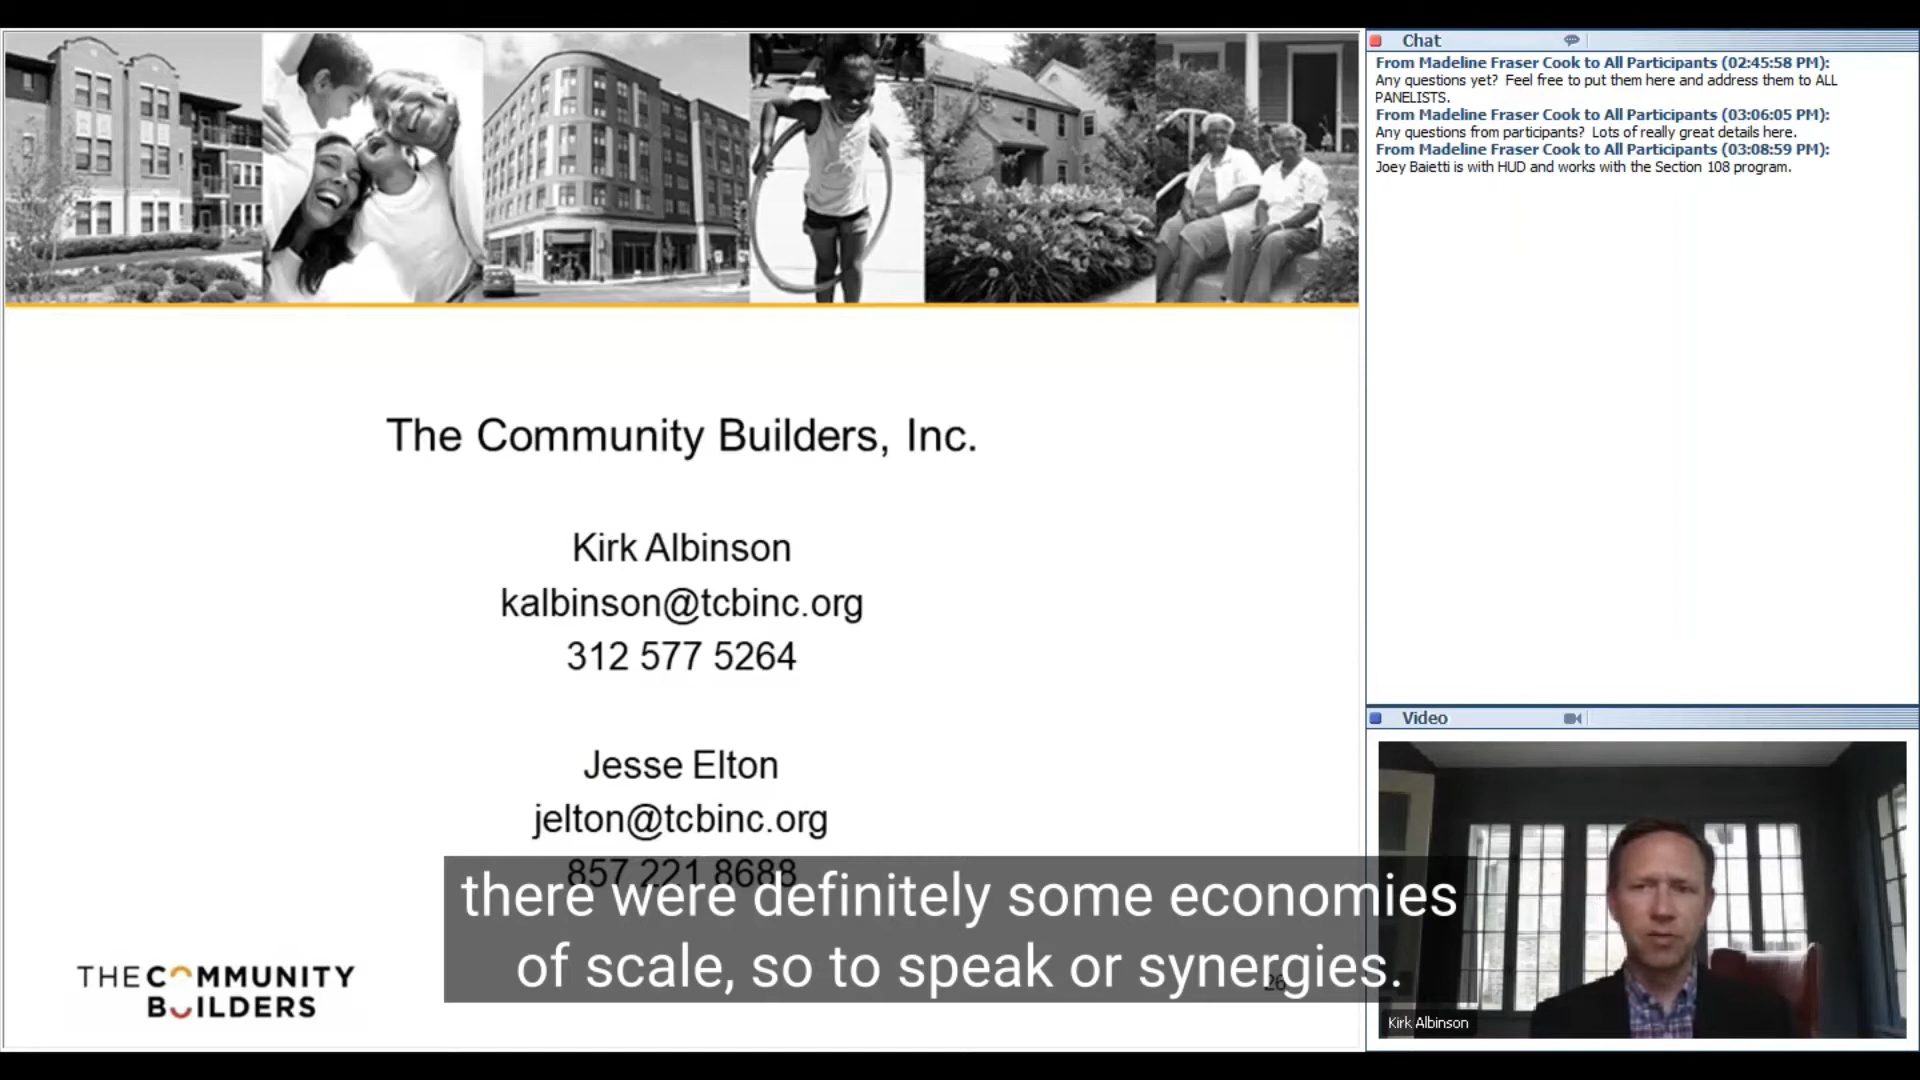 The Community Builders, Inc.
Kirk Albinson
kalbinson@tcbinc.org
312 577 5264
Jesse Elton
jelton@tcbinc.org
857 221 8688
there were definitely some economies
of scale, so to speak or synergies.
THE COMMUNITY
BUILDERS
26
Chat
From Madeline Fraser Cook to All Participants (02:45:58 PM):
Any questions yet? Feel free to put them here and address them to ALL
PANELISTS.
From Madeline Fraser Cook to All Participants (03:06:05 PM):
Any questions from participants? Lots of really great details here.
From Madeline Fraser Cook to All Participants (03:08:59 PM):
Joey Baietti is with HUD and works with the Section 108 program.
Video
Kirk Albinson